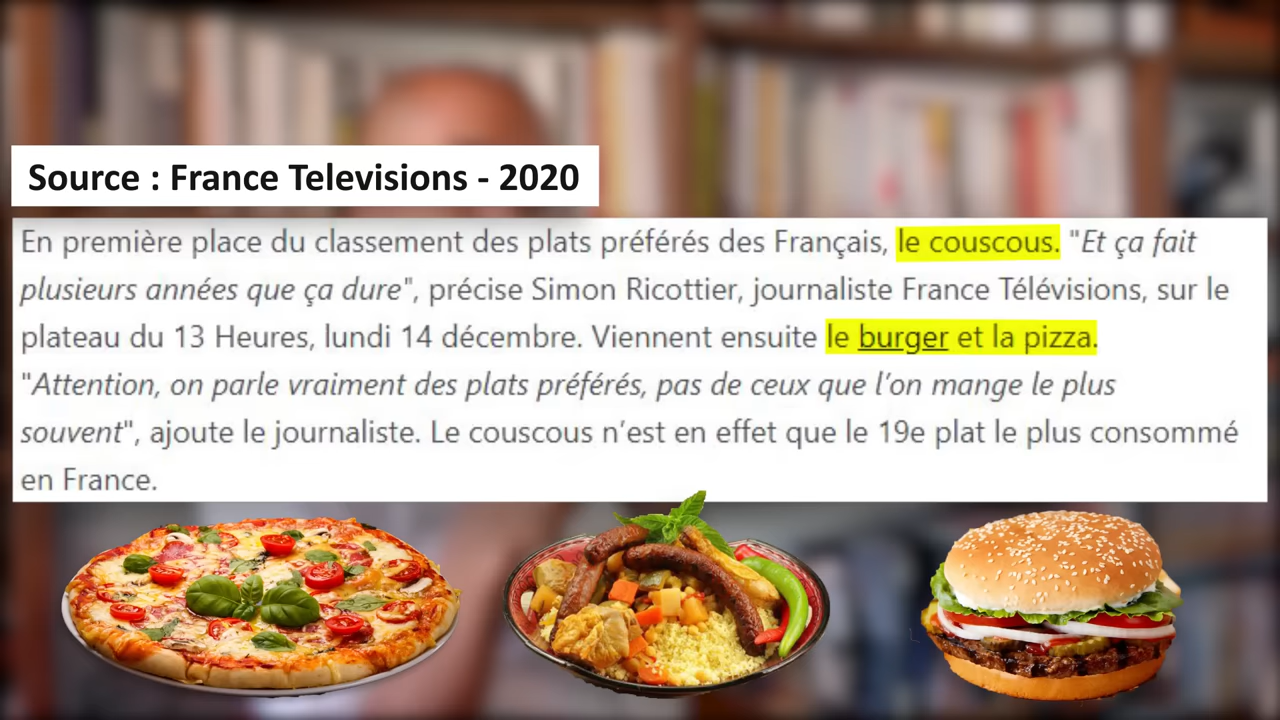 Source : France Televisions - 2020
En première place du classement des plats préférés des Français, le couscous. "Et ça fait
plusieurs années que ça dure", précise Simon Ricottier, journaliste France Télévisions, sur le
plateau du 13 Heures, lundi 14 décembre. Viennent ensuite le burger et la pizza.
"Attention, on parle vraiment des plats préférés, pas de ceux que l’on mange le plus
souvent", ajoute le journaliste. Le couscous n’est en effet que le 19e plat le plus consommé
en France.